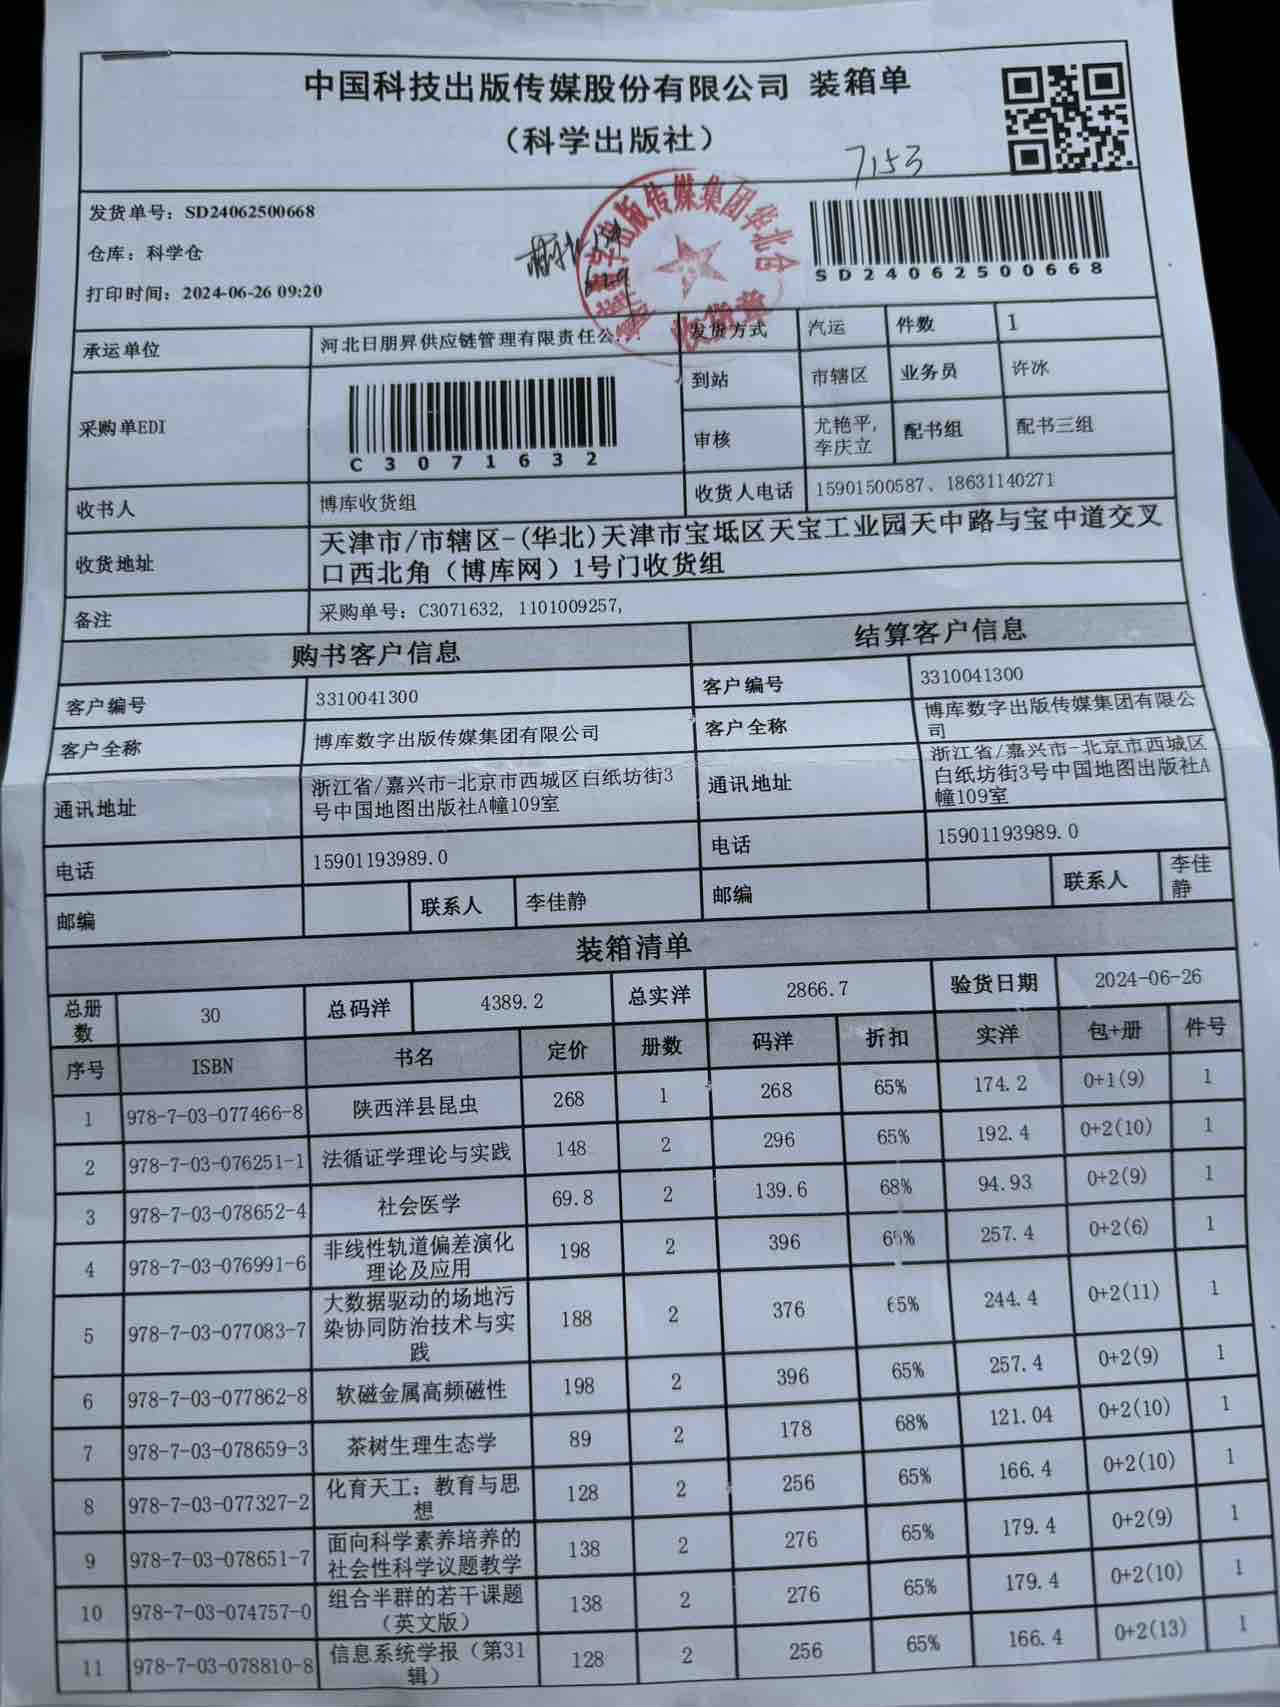 中国科技出版传媒股份有限公司 装箱单
（科学出版社）
7153
发货单号：SD24062500668
仓库：科学仓
打印时间：2024-06-26 09:20
SD24062500668
出版传媒集团华北仓
收货章
承运单位 河北日朋昇供应链管理有限责任公... 发货方式 汽运 件数 1
到站 市辖区 业务员 许冰
采购单EDI C3071632 审核 尤艳平,李庆立 配书组 配书三组
收书人 博库收货组 收货人电话 15901500587、18631140271
收货地址 天津市/市辖区-(华北)天津市宝坻区天宝工业园天中路与宝中道交叉
口西北角（博库网）1号门收货组
备注 采购单号: C3071632, 1101009257,
购书客户信息 结算客户信息
客户编号 3310041300 客户编号 3310041300
客户全称 博库数字出版传媒集团有限公司 客户全称 博库数字出版传媒集团有限公司
通讯地址 浙江省/嘉兴市-北京市西城区白纸坊街3号中国地图出版社A幢109室 通讯地址 浙江省/嘉兴市-北京市西城区白纸坊街3号中国地图出版社A幢109室
电话 15901193989.0 电话 15901193989.0
邮编 联系人 李佳静 邮编 联系人 李佳静
装箱清单
总册数 30 总码洋 4389.2 总实洋 2866.7 验货日期 2024-06-26
序号 ISBN 书名 定价 册数 码洋 折扣 实洋 包+册 件号
1 978-7-03-077466-8 陕西洋县昆虫 268 1 268 65% 174.2 0+1(9) 1
2 978-7-03-076251-1 法循证学理论与实践 148 2 296 65% 192.4 0+2(10) 1
3 978-7-03-078652-4 社会医学 69.8 2 139.6 68% 94.93 0+2(9) 1
4 978-7-03-076991-6 非线性轨道偏差演化理论及应用 198 2 396 65% 257.4 0+2(6) 1
5 978-7-03-077083-7 大数据驱动的场地污染协同防治技术与实践 188 2 376 65% 244.4 0+2(11) 1
6 978-7-03-077862-8 软磁金属高频磁性 198 2 396 65% 257.4 0+2(9) 1
7 978-7-03-078659-3 茶树生理生态学 89 2 178 68% 121.04 0+2(10) 1
8 978-7-03-077327-2 化育天工：教育与思想 128 2 256 65% 166.4 0+2(10) 1
9 978-7-03-078651-7 面向科学素养培养的社会性科学议题教学 138 2 276 65% 179.4 0+2(9) 1
10 978-7-03-074757-0 组合半群的若干课题（英文版） 138 2 276 65% 179.4 0+2(10) 1
11 978-7-03-078810-8 信息系统学报（第31辑） 128 2 256 65% 166.4 0+2(13) 1